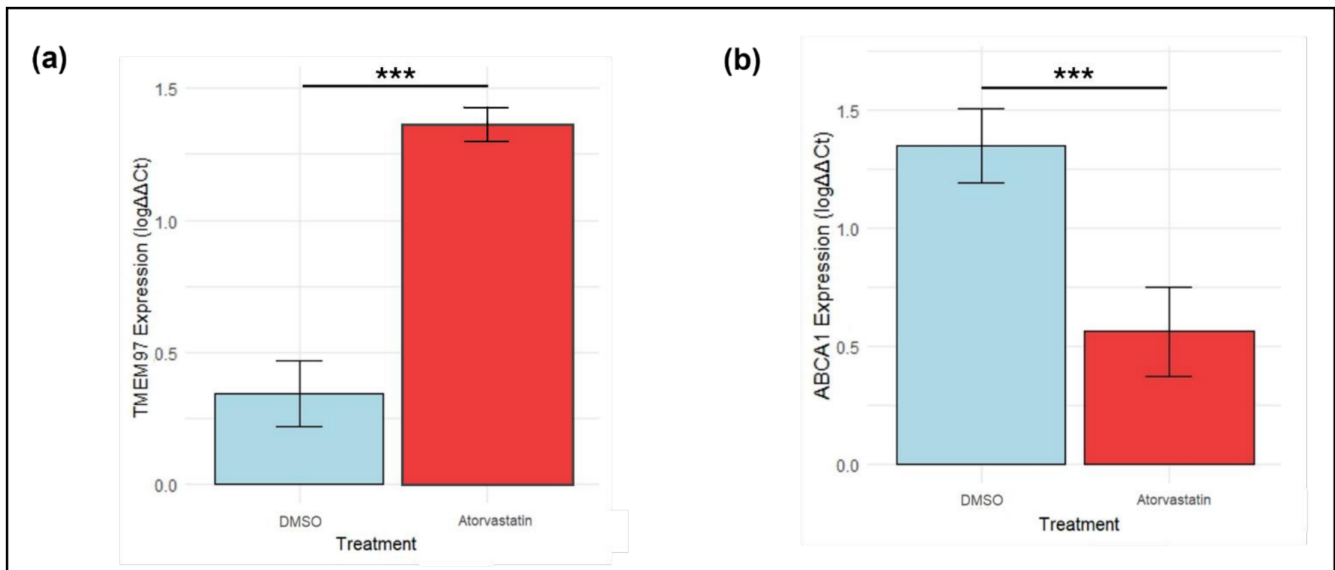 (a)
***
TMEM97 Expression (logΔΔCt)
1.5
1.0
0.5
0.0
DMSO
Atorvastatin
Treatment
(b)
***
ABCA1 Expression (logΔΔCt)
1.5
1.0
0.5
0.0
DMSO
Atorvastatin
Treatment